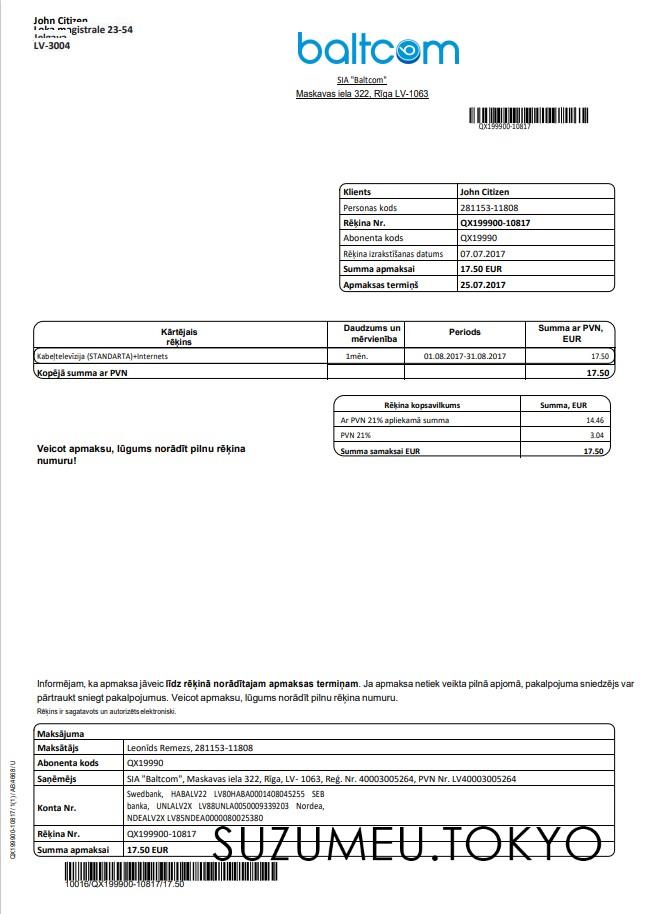 John Citizen
Loka magistrale 23-54
Jelgava
LV-3004
baltcom
SIA "Baltcom"
Maskavas iela 322, Rīga LV-1063
QX199900-10817
Klients John Citizen
Personas kods 281153-11808
Rēķina Nr. QX199900-10817
Abonenta kods QX19990
Rēķina izrakstīšanas datums 07.07.2017
Summa apmaksai 17.50 EUR
Apmaksas termiņš 25.07.2017
Kārtējais
rēķins
Daudzums un
mērvienība
Periods
Summa ar PVN,
EUR
Kabeļtelevīzija (STANDARTA)+Internets 1mēn. 01.08.2017-31.08.2017 17.50
Kopējā summa ar PVN 17.50
Rēķina kopsavilkums Summa, EUR
Ar PVN 21% apliekamā summa 14.46
PVN 21% 3.04
Summa samaksai EUR 17.50
Veicot apmaksu, lūgums norādīt pilnu rēķina
numuru!
Informējam, ka apmaksa jāveic līdz rēķinā norādītajam apmaksas termiņam. Ja apmaksa netiek veikta pilnā apjomā, pakalpojuma sniedzējs var
pārtraukt sniegt pakalpojumus. Veicot apmaksu, lūgums norādīt pilnu rēķina numuru.
Rēķins ir sagatavots un autorizēts elektroniski.
Maksājuma
Maksātājs Leonīds Remezs, 281153-11808
Abonenta kods QX19990
Saņēmējs SIA "Baltcom", Maskavas iela 322, Rīga, LV- 1063, Reģ. Nr. 40003005264, PVN Nr. LV40003005264
Konta Nr.
Swedbank, HABALV22 LV80HABA0001408045255 SEB
banka, UNLALV2X LV88UNLA0050009339203 Nordea,
NDEALV2X LV85NDEA0000080025380
Rēķina Nr. QX199900-10817
Summa apmaksai 17.50 EUR
SUZUMEU.TOKYO
10016/QX199900-10817/17.50